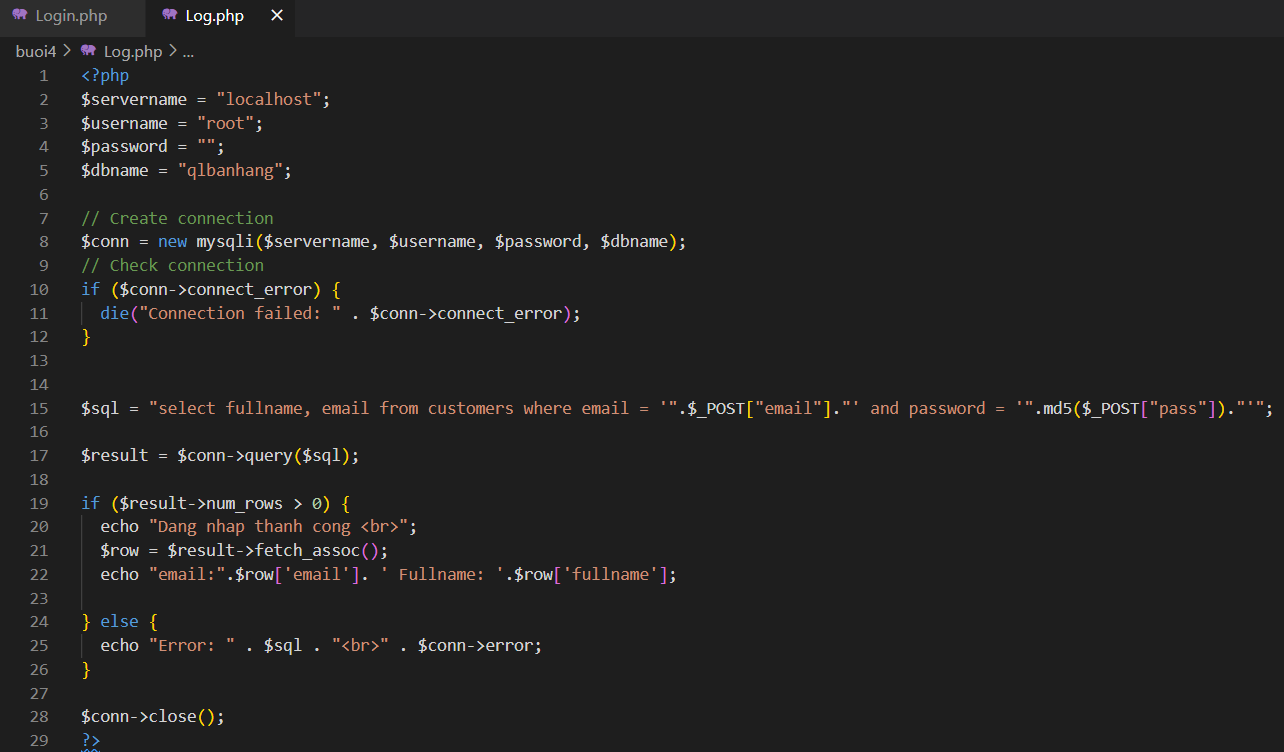 Login.php Log.php ×
buoi4 > Log.php > ...
1 <?php
2 $servername = "localhost";
3 $username = "root";
4 $password = "";
5 $dbname = "qlbanhang";
6
7 // Create connection
8 $conn = new mysqli($servername, $username, $password, $dbname);
9 // Check connection
10 if ($conn->connect_error) {
11   die("Connection failed: " . $conn->connect_error);
12 }
13
14
15 $sql = "select fullname, email from customers where email = '".$_POST["email"]."' and password = '".md5($_POST["pass"])."'";
16
17 $result = $conn->query($sql);
18
19 if ($result->num_rows > 0) {
20   echo "Dang nhap thanh cong <br>";
21   $row = $result->fetch_assoc();
22   echo "email:".$row['email']. ' Fullname: '.$row['fullname'];
23
24 } else {
25   echo "Error: " . $sql . "<br>" . $conn->error;
26 }
27
28 $conn->close();
29 ?>